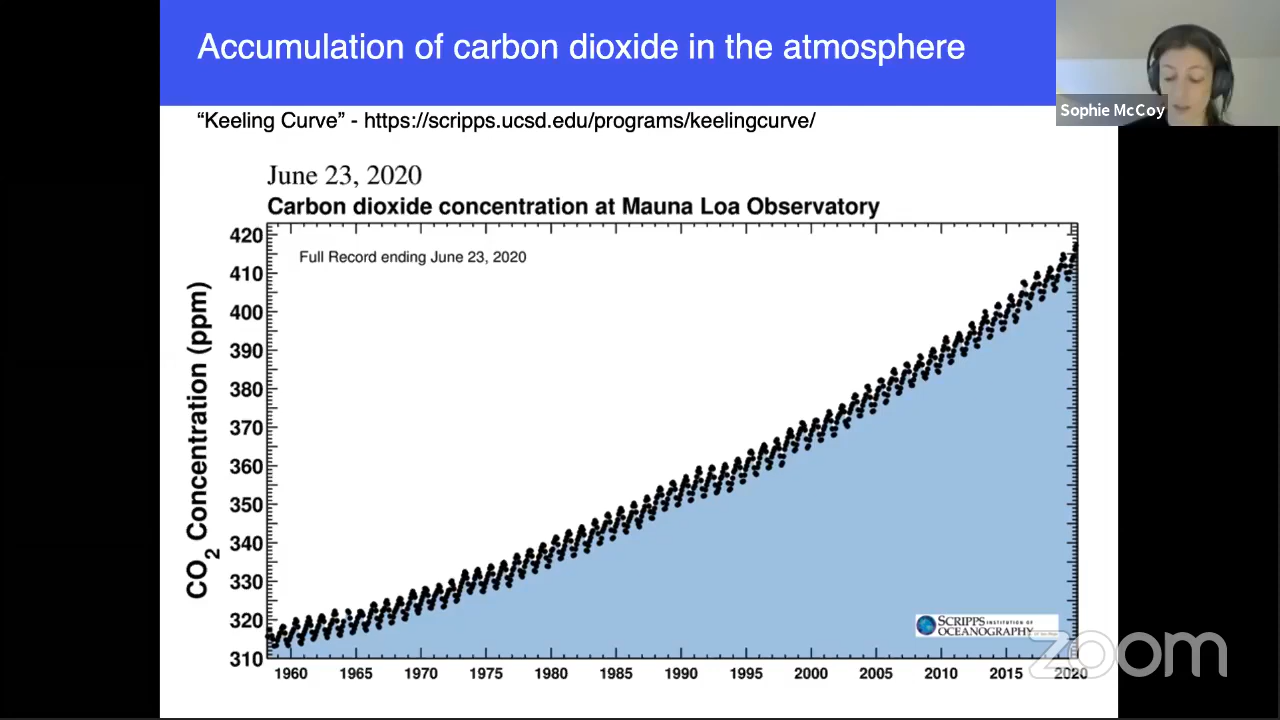 Accumulation of carbon dioxide in the atmosphere
Sophie McCoy
“Keeling Curve” - https://scripps.ucsd.edu/programs/keelingcurve/
June 23, 2020
Carbon dioxide concentration at Mauna Loa Observatory
Full Record ending June 23, 2020
CO2 Concentration (ppm)
420
410
400
390
380
370
360
350
340
330
320
310
1960 1965 1970 1975 1980 1985 1990 1995 2000 2005 2010 2015 2020
SCRIPPS INSTITUTION OF
OCEANOGRAPHY
zoom